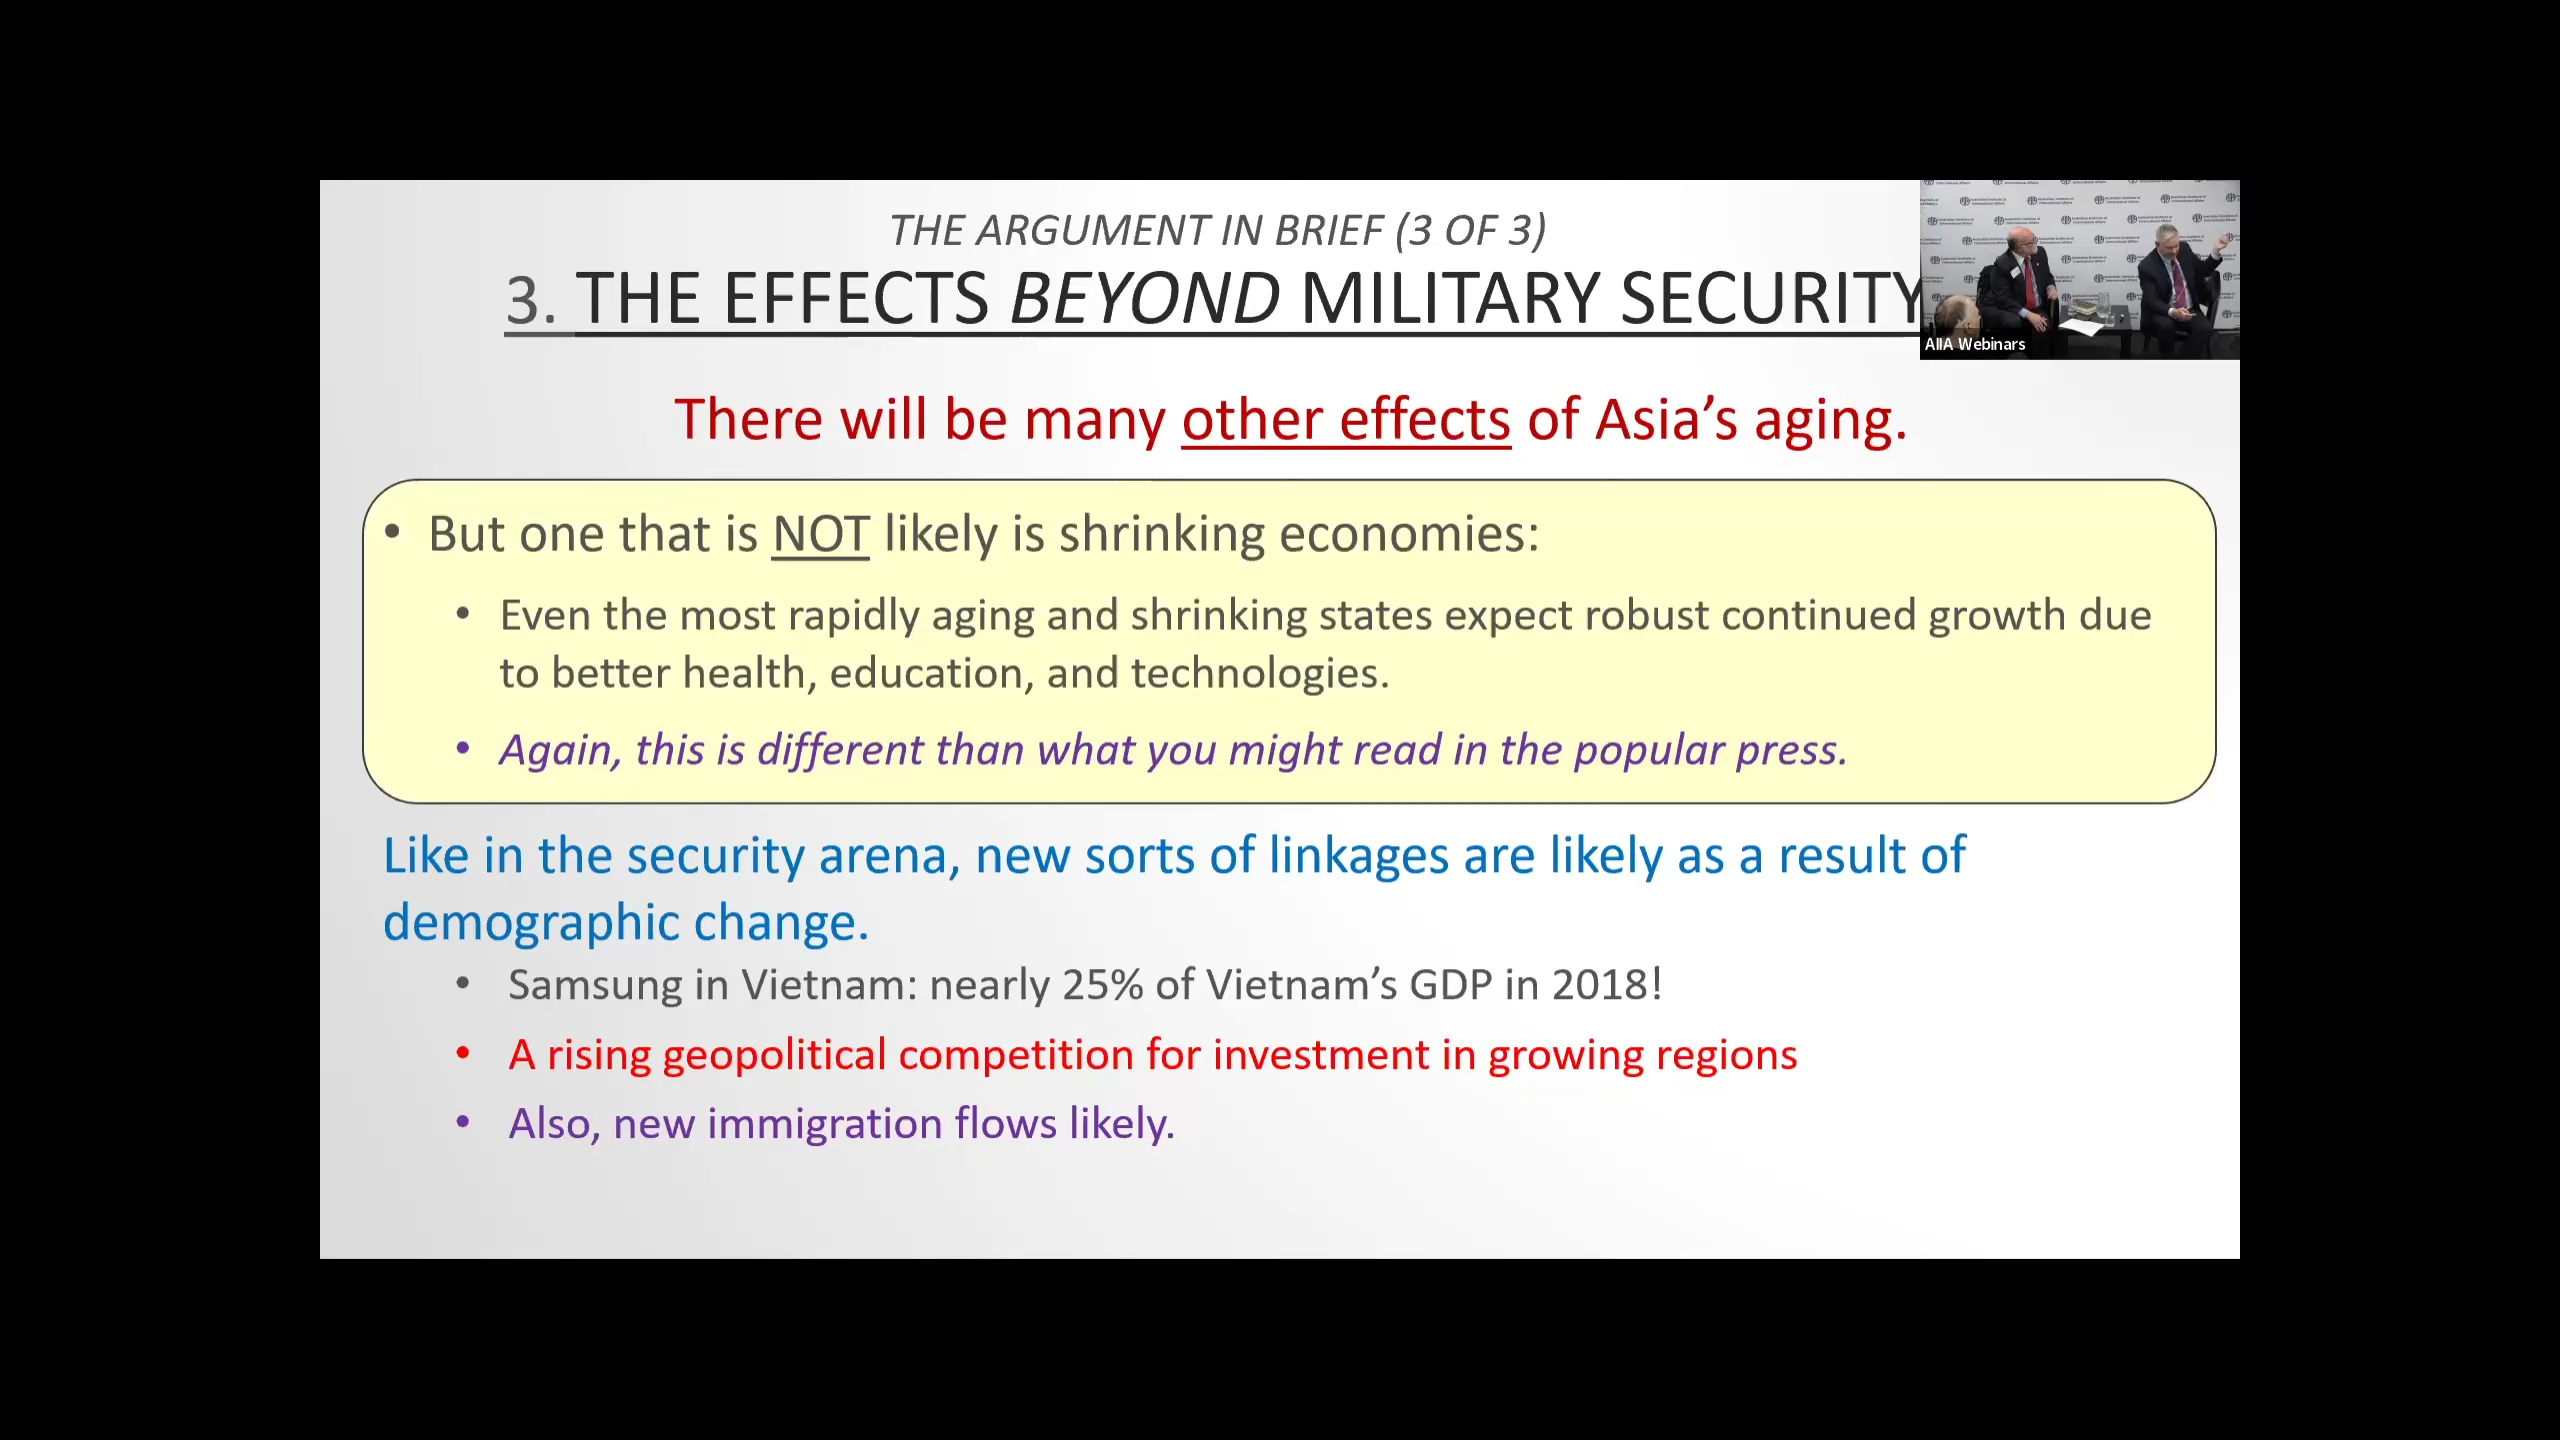 THE ARGUMENT IN BRIEF (3 OF 3)
3. THE EFFECTS BEYOND MILITARY SECURITY
AIIA Webinars
There will be many other effects of Asia’s aging.
• But one that is NOT likely is shrinking economies:
• Even the most rapidly aging and shrinking states expect robust continued growth due
to better health, education, and technologies.
• Again, this is different than what you might read in the popular press.
Like in the security arena, new sorts of linkages are likely as a result of
demographic change.
• Samsung in Vietnam: nearly 25% of Vietnam’s GDP in 2018!
• A rising geopolitical competition for investment in growing regions
• Also, new immigration flows likely.